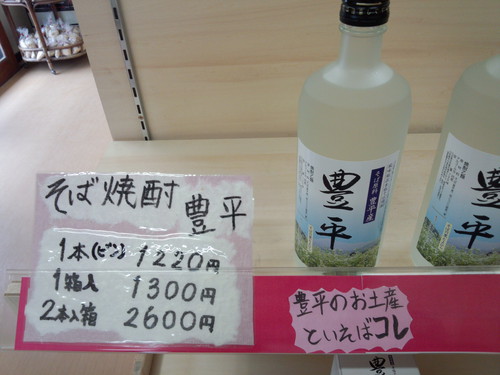 そば焼酎 豊平
1本(ビン) 1220円
1箱入 1300円
2本入箱 2600円
豊平のお土産
といえばコレ
豊平